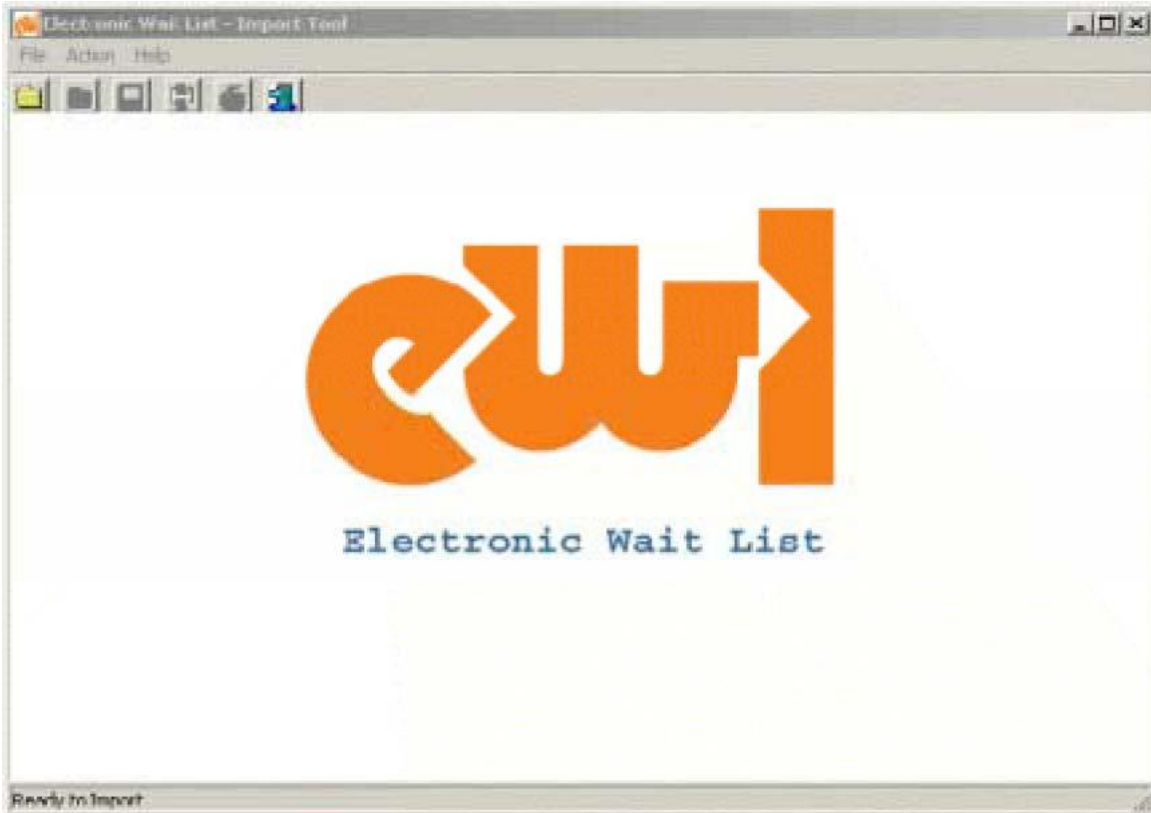 Electronic Wait List - Import Tool
File Action Help
ewl
Electronic Wait List
Ready to Import